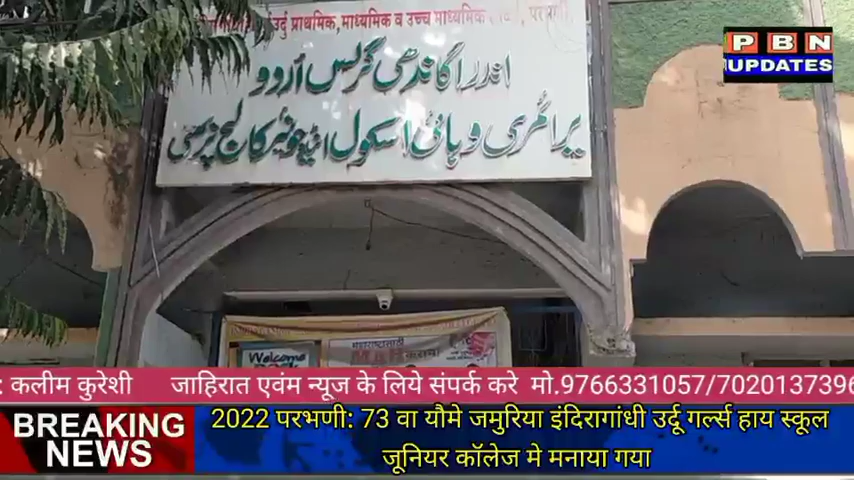 उर्दु प्राथमिक, माध्यमिक व उच्च माध्यमिक
PBN
UPDATES
اندرا گاندھی گرلس اُردو
پرائمری و ہائی اسکول اینڈ جونیئر کالج پربھنی
Welcome
: कलीम कुरेशी जाहिरात एवंम न्यूज के लिये संपर्क करे मो.9766331057/702013739
BREAKING
NEWS
2022 परभणी: 73 वा यौमे जमुरिया इंदिरागांधी उर्दू गर्ल्स हाय स्कूल
जूनियर कॉलेज मे मनाया गया